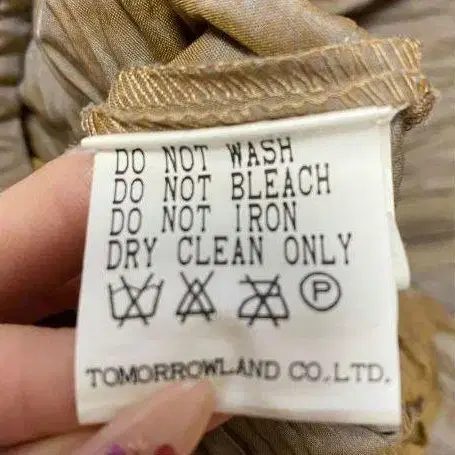 DO NOT WASH
DO NOT BLEACH
DO NOT IRON
DRY CLEAN ONLY
P
TOMORROWLAND CO.,LTD.